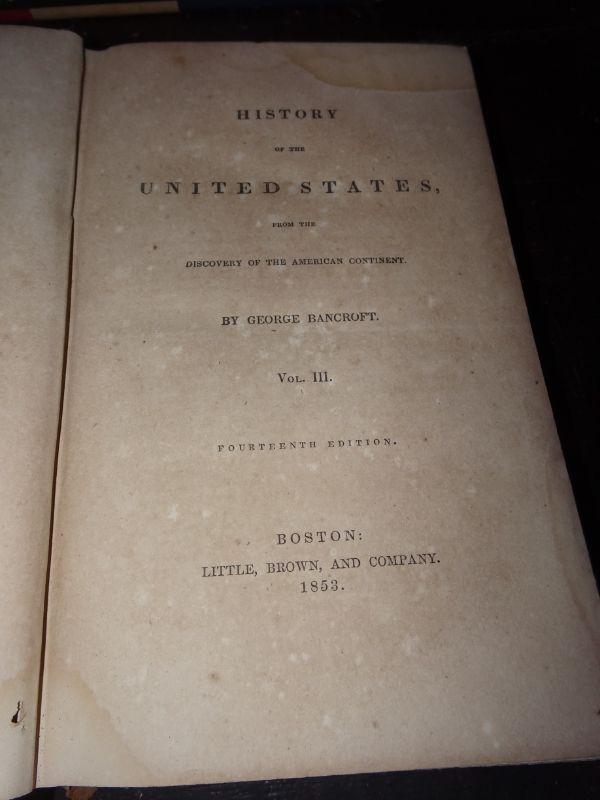 HISTORY
OF THE
UNITED STATES,
FROM THE
DISCOVERY OF THE AMERICAN CONTINENT.
BY GEORGE BANCROFT.
VOL. III.
FOURTEENTH EDITION.
BOSTON:
LITTLE, BROWN, AND COMPANY.
1853.